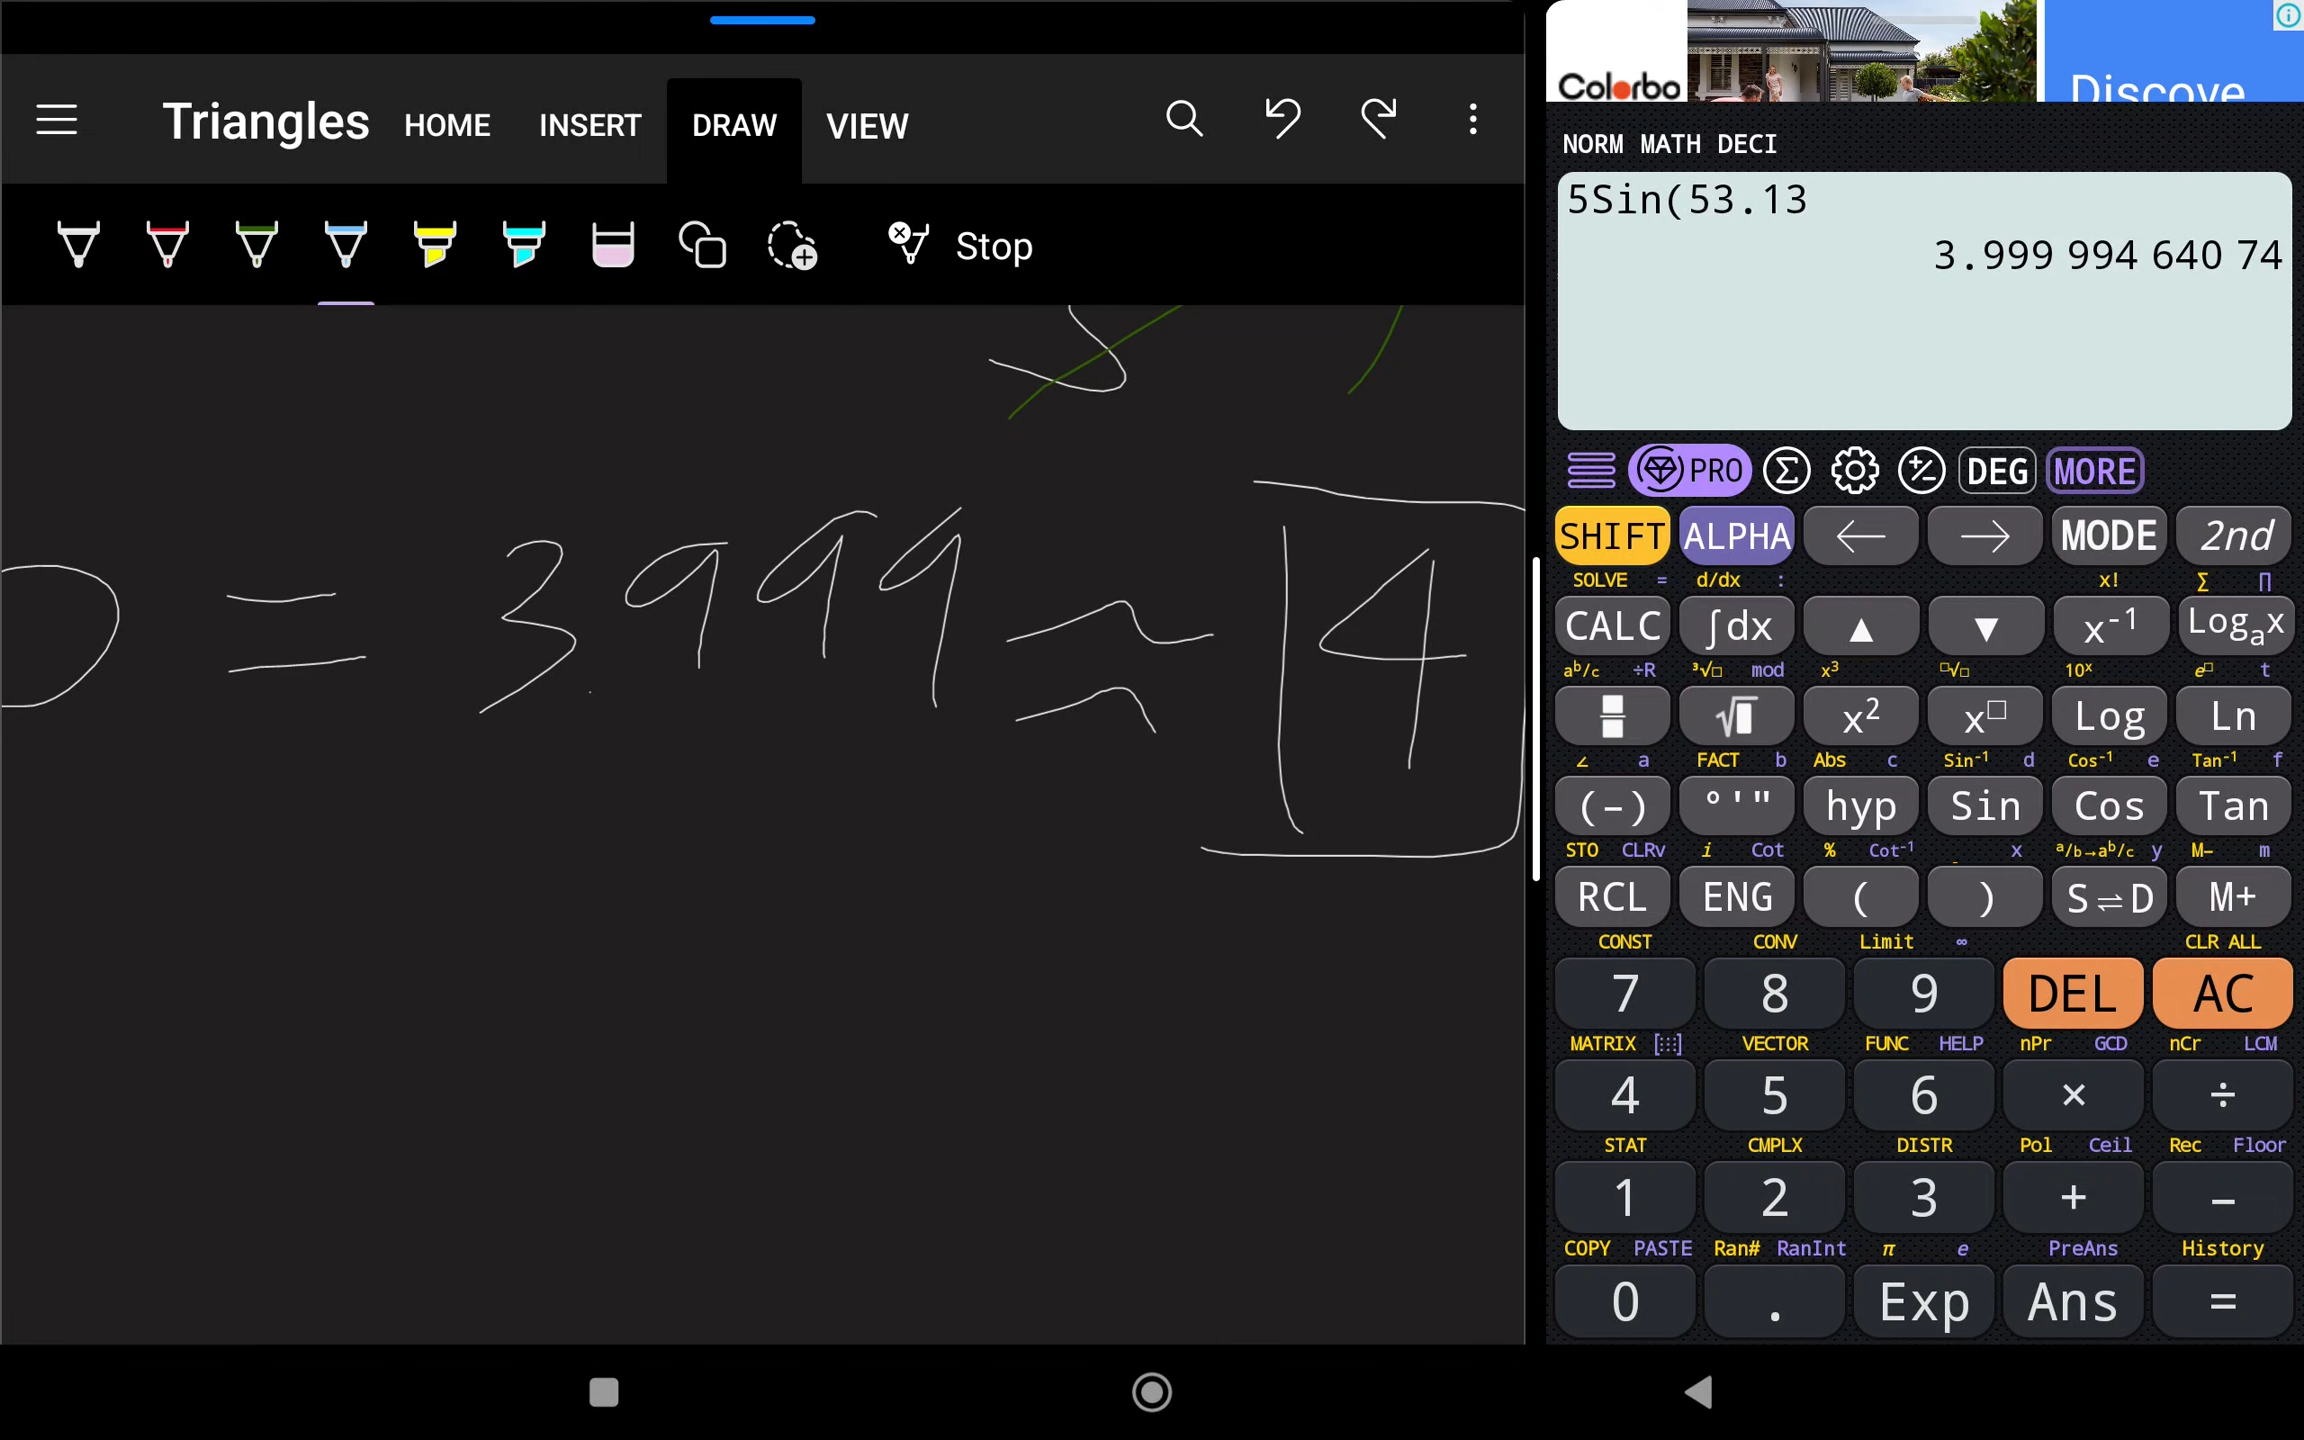 Colorbo
Discove
Triangles HOME INSERT DRAW VIEW
Stop
NORM MATH DECI
5Sin(53.13
3.999 994 640 74
PRO Σ DEG MORE
SHIFT ALPHA ← → MODE 2nd
SOLVE = d/dx : x! Σ ∏
CALC ∫dx ▲ ▼ x⁻¹ Logₐx
aᵇ/c ÷R ³√□ mod x³ □√□ 10ˣ e□ t
√ x² x□ Log Ln
∠ a FACT b Abs c Sin⁻¹ d Cos⁻¹ e Tan⁻¹ f
(−) °'" hyp Sin Cos Tan
STO CLRv i Cot % Cot⁻¹ x a/b→aᵇ/c y M− m
RCL ENG ( ) S⇌D M+
CONST CONV Limit ∞ CLR ALL
7 8 9 DEL AC
MATRIX [∷] VECTOR FUNC HELP nPr GCD nCr LCM
4 5 6 × ÷
STAT CMPLX DISTR Pol Ceil Rec Floor
1 2 3 + −
COPY PASTE Ran# RanInt π e PreAns History
0 . Exp Ans =
O = 3.999 ≈ 4